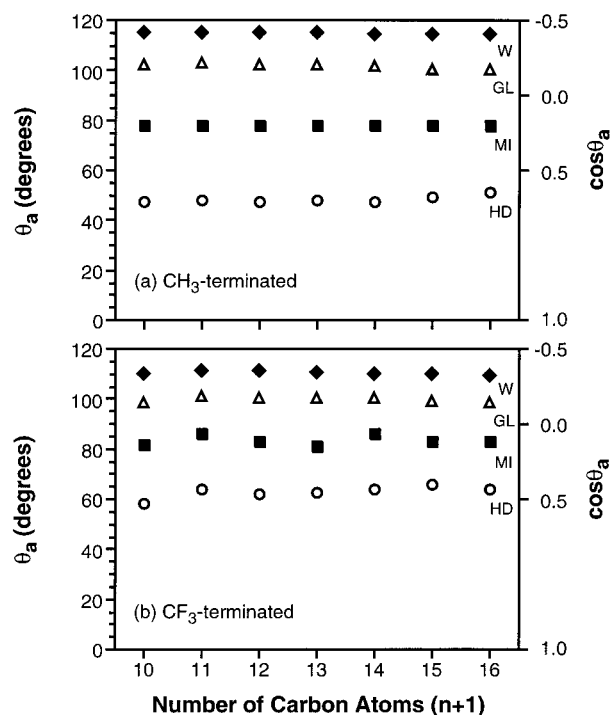 120
100
80
60
40
20
0
θa (degrees)
-0.5
0.0
0.5
1.0
cosθa
W
GL
MI
HD
(a) CH3-terminated
120
100
80
60
40
20
0
θa (degrees)
-0.5
0.0
0.5
1.0
cosθa
W
GL
MI
HD
(b) CF3-terminated
10 11 12 13 14 15 16
Number of Carbon Atoms (n+1)